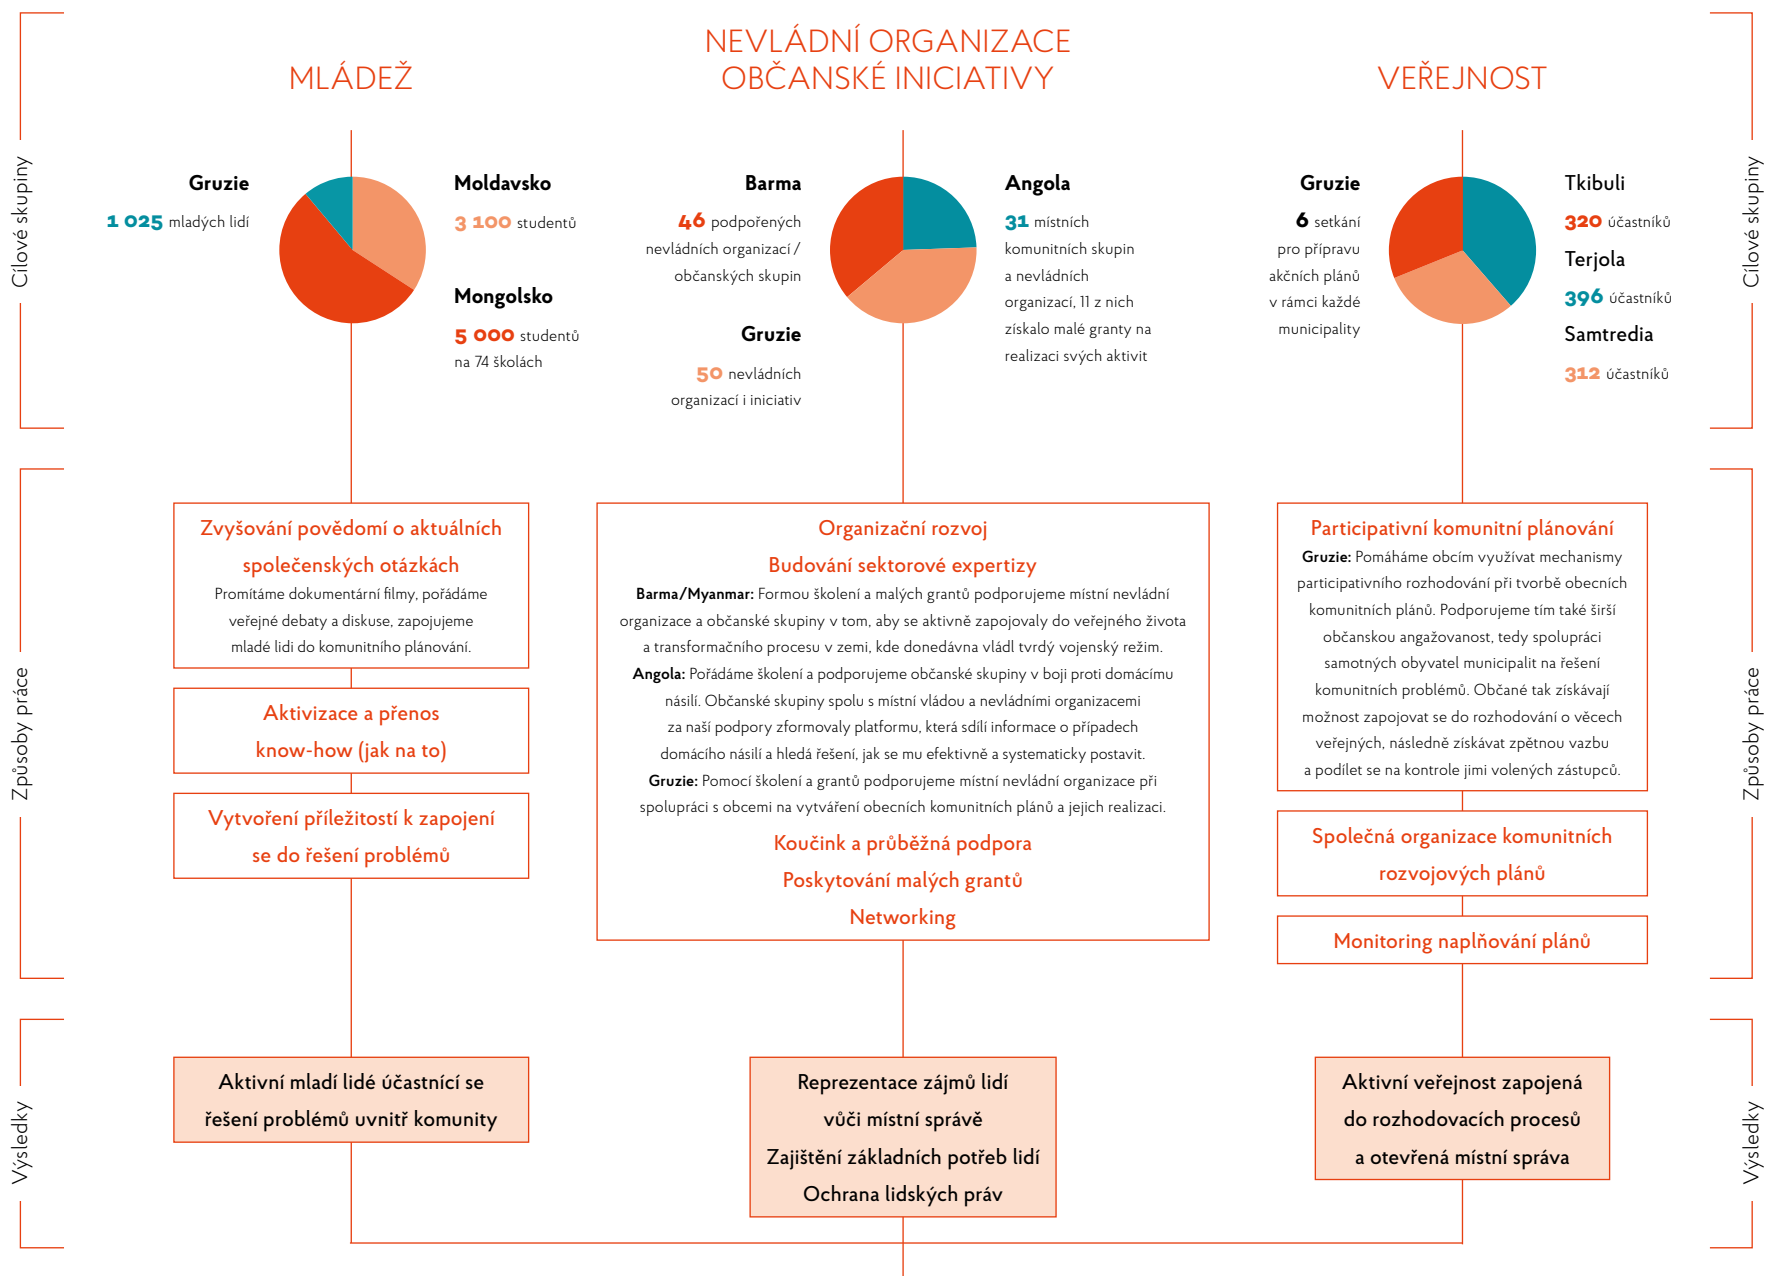 Cílové skupiny
MLÁDEŽ
Gruzie
1 025 mladých lidí
Moldavsko
3 100 studentů
Mongolsko
5 000 studentů
na 74 školách
NEVLÁDNÍ ORGANIZACE
OBČANSKÉ INICIATIVY
Barma
46 podpořených
nevládních organizací /
občanských skupin
Gruzie
50 nevládních
organizací i iniciativ
Angola
31 místních
komunitních skupin
a nevládních
organizací, 11 z nich
získalo malé granty na
realizaci svých aktivit
VEŘEJNOST
Gruzie
6 setkání
pro přípravu
akčních plánů
v rámci každé
municipality
Tkibuli
320 účastníků
Terjola
396 účastníků
Samtredia
312 účastníků
Cílové skupiny
Způsoby práce
Zvyšování povědomí o aktuálních
společenských otázkách
Promítáme dokumentární filmy, pořádáme
veřejné debaty a diskuse, zapojujeme
mladé lidi do komunitního plánování.
Aktivizace a přenos
know-how (jak na to)
Vytvoření příležitostí k zapojení
se do řešení problémů
Organizační rozvoj
Budování sektorové expertizy
Barma/Myanmar: Formou školení a malých grantů podporujeme místní nevládní
organizace a občanské skupiny v tom, aby se aktivně zapojovaly do veřejného života
a transformačního procesu v zemi, kde donedávna vládl tvrdý vojenský režim.
Angola: Pořádáme školení a podporujeme občanské skupiny v boji proti domácímu
násilí. Občanské skupiny spolu s místní vládou a nevládními organizacemi
za naší podpory zformovaly platformu, která sdílí informace o případech
domácího násilí a hledá řešení, jak se mu efektivně a systematicky postavit.
Gruzie: Pomocí školení a grantů podporujeme místní nevládní organizace při
spolupráci s obcemi na vytváření obecních komunitních plánů a jejich realizaci.
Koučink a průběžná podpora
Poskytování malých grantů
Networking
Participativní komunitní plánování
Gruzie: Pomáháme obcím využívat mechanismy
participativního rozhodování při tvorbě obecních
komunitních plánů. Podporujeme tím také širší
občanskou angažovanost, tedy spolupráci
samotných obyvatel municipalit na řešení
komunitních problémů. Občané tak získávají
možnost zapojovat se do rozhodování o věcech
veřejných, následně získávat zpětnou vazbu
a podílet se na kontrole jimi volených zástupců.
Společná organizace komunitních
rozvojových plánů
Monitoring naplňování plánů
Způsoby práce
Výsledky
Aktivní mladí lidé účastnící se
řešení problémů uvnitř komunity
Reprezentace zájmů lidí
vůči místní správě
Zajištění základních potřeb lidí
Ochrana lidských práv
Aktivní veřejnost zapojená
do rozhodovacích procesů
a otevřená místní správa
Výsledky